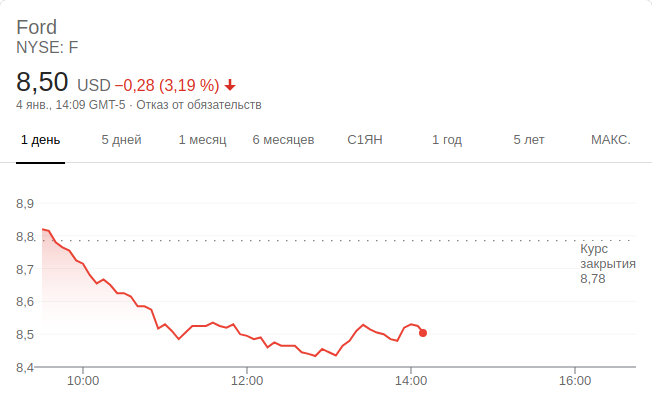 Ford
NYSE: F
8,50 USD −0,28 (3,19 %)
4 янв., 14:09 GMT-5 · Отказ от обязательств
1 день 5 дней 1 месяц 6 месяцев С1ЯН 1 год 5 лет МАКС.
8,9
8,8
Курс
закрытия
8,7
8,78
8,6
8,5
8,4
10:00 12:00 14:00 16:00